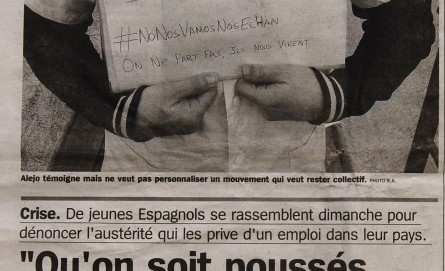 #NoNosVamosNosEchan
ON NE PART PAS, ILS NOUS VIRENT
Alejo témoigne mais ne veut pas personnaliser un mouvement qui veut rester collectif. PHOTO N.A.
Crise. De jeunes Espagnols se rassemblent dimanche pour
dénoncer l'austérité qui les prive d'un emploi dans leur pays.
"Qu'on soit poussés